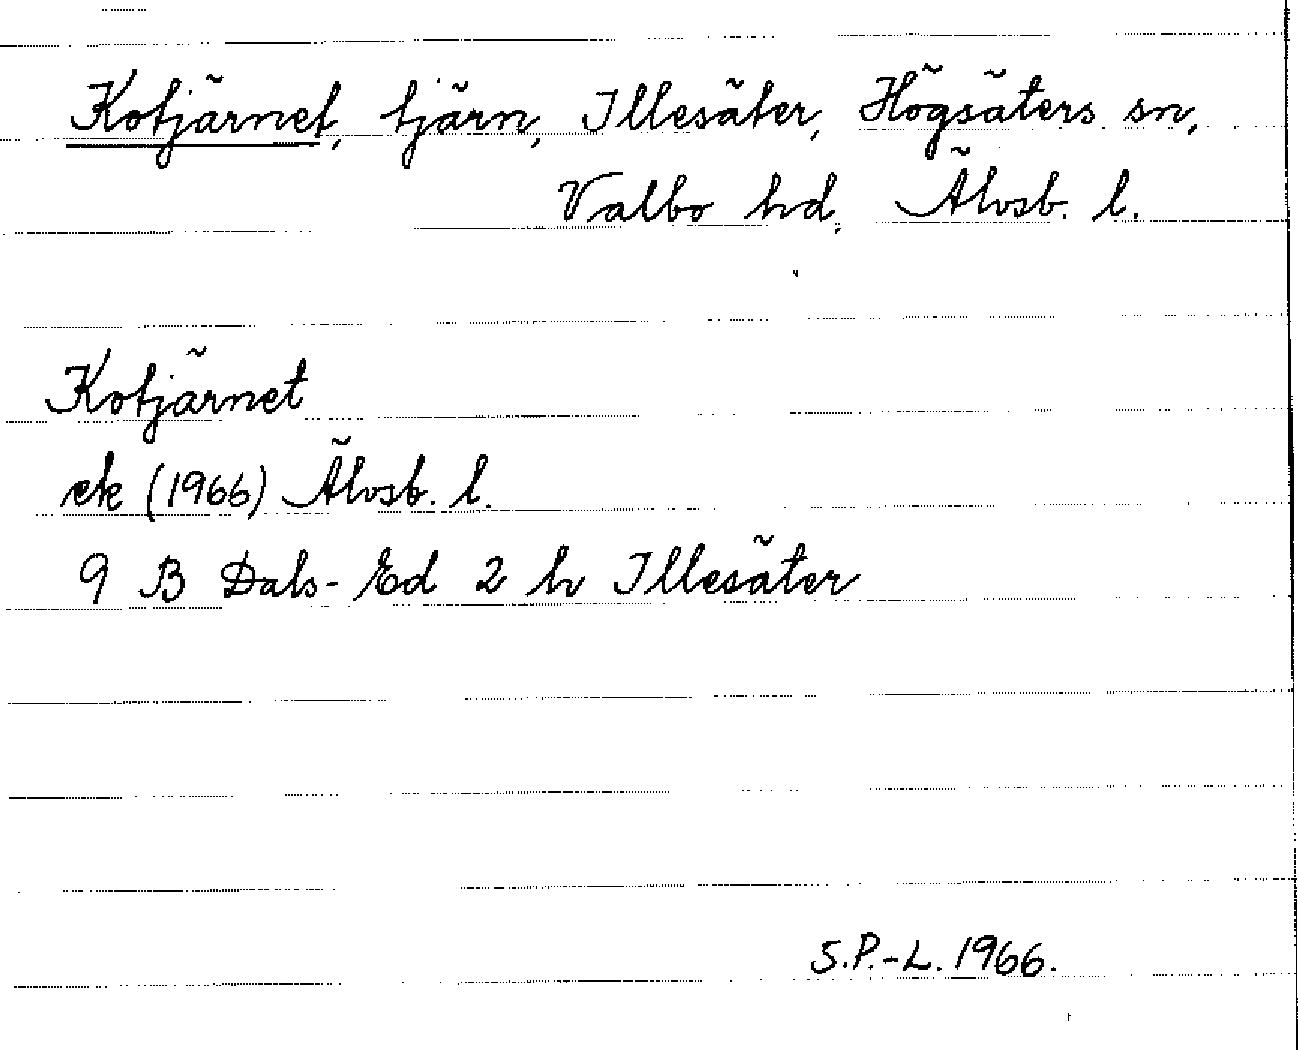 Kotjärnet, tjärn, Illesäter, Högsäters sn,
Valbo hd, Älvsb. l.
Kotjärnet
ek (1966) Älvsb. l.
9 B Dals-Ed 2 h Illesäter
S.P.-L. 1966.